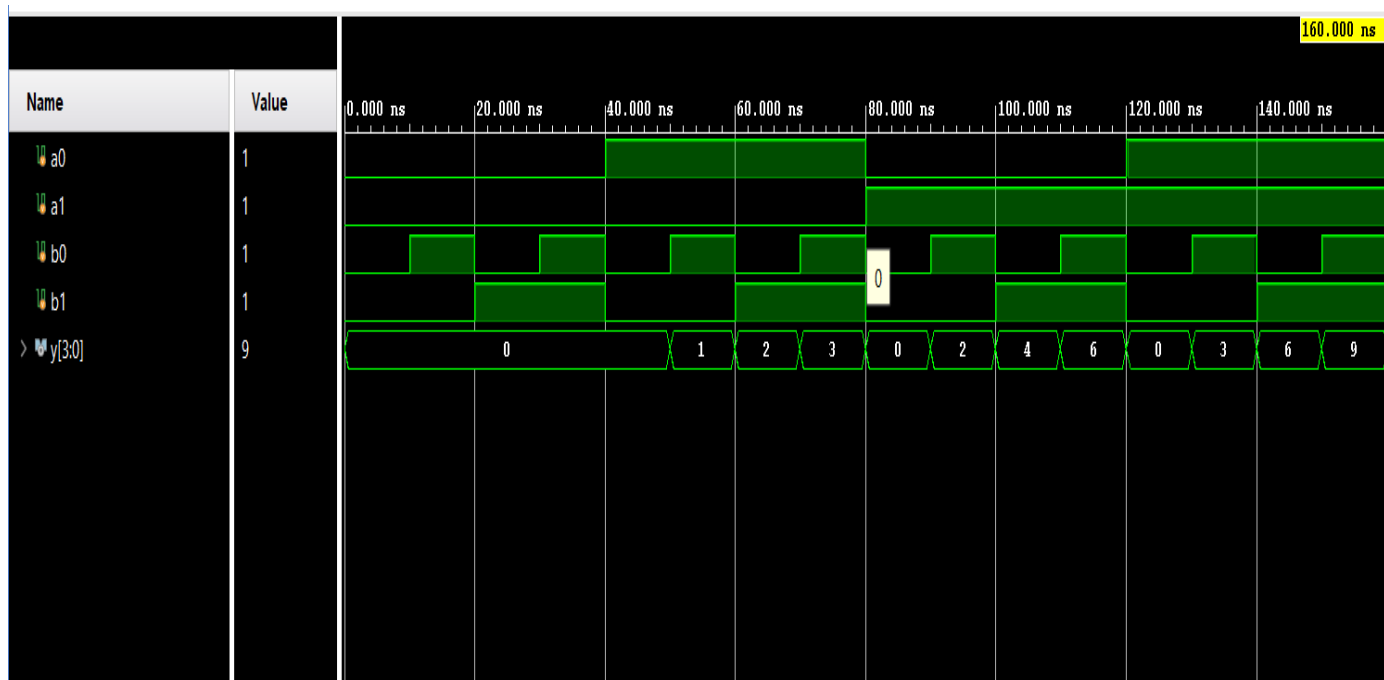 160.000 ns
Name Value 0.000 ns 20.000 ns 40.000 ns 60.000 ns 80.000 ns 100.000 ns 120.000 ns 140.000 ns
a0 1
a1 1
b0 1
0
b1 1
y[3:0] 9 0 1 2 3 0 2 4 6 0 3 6 9